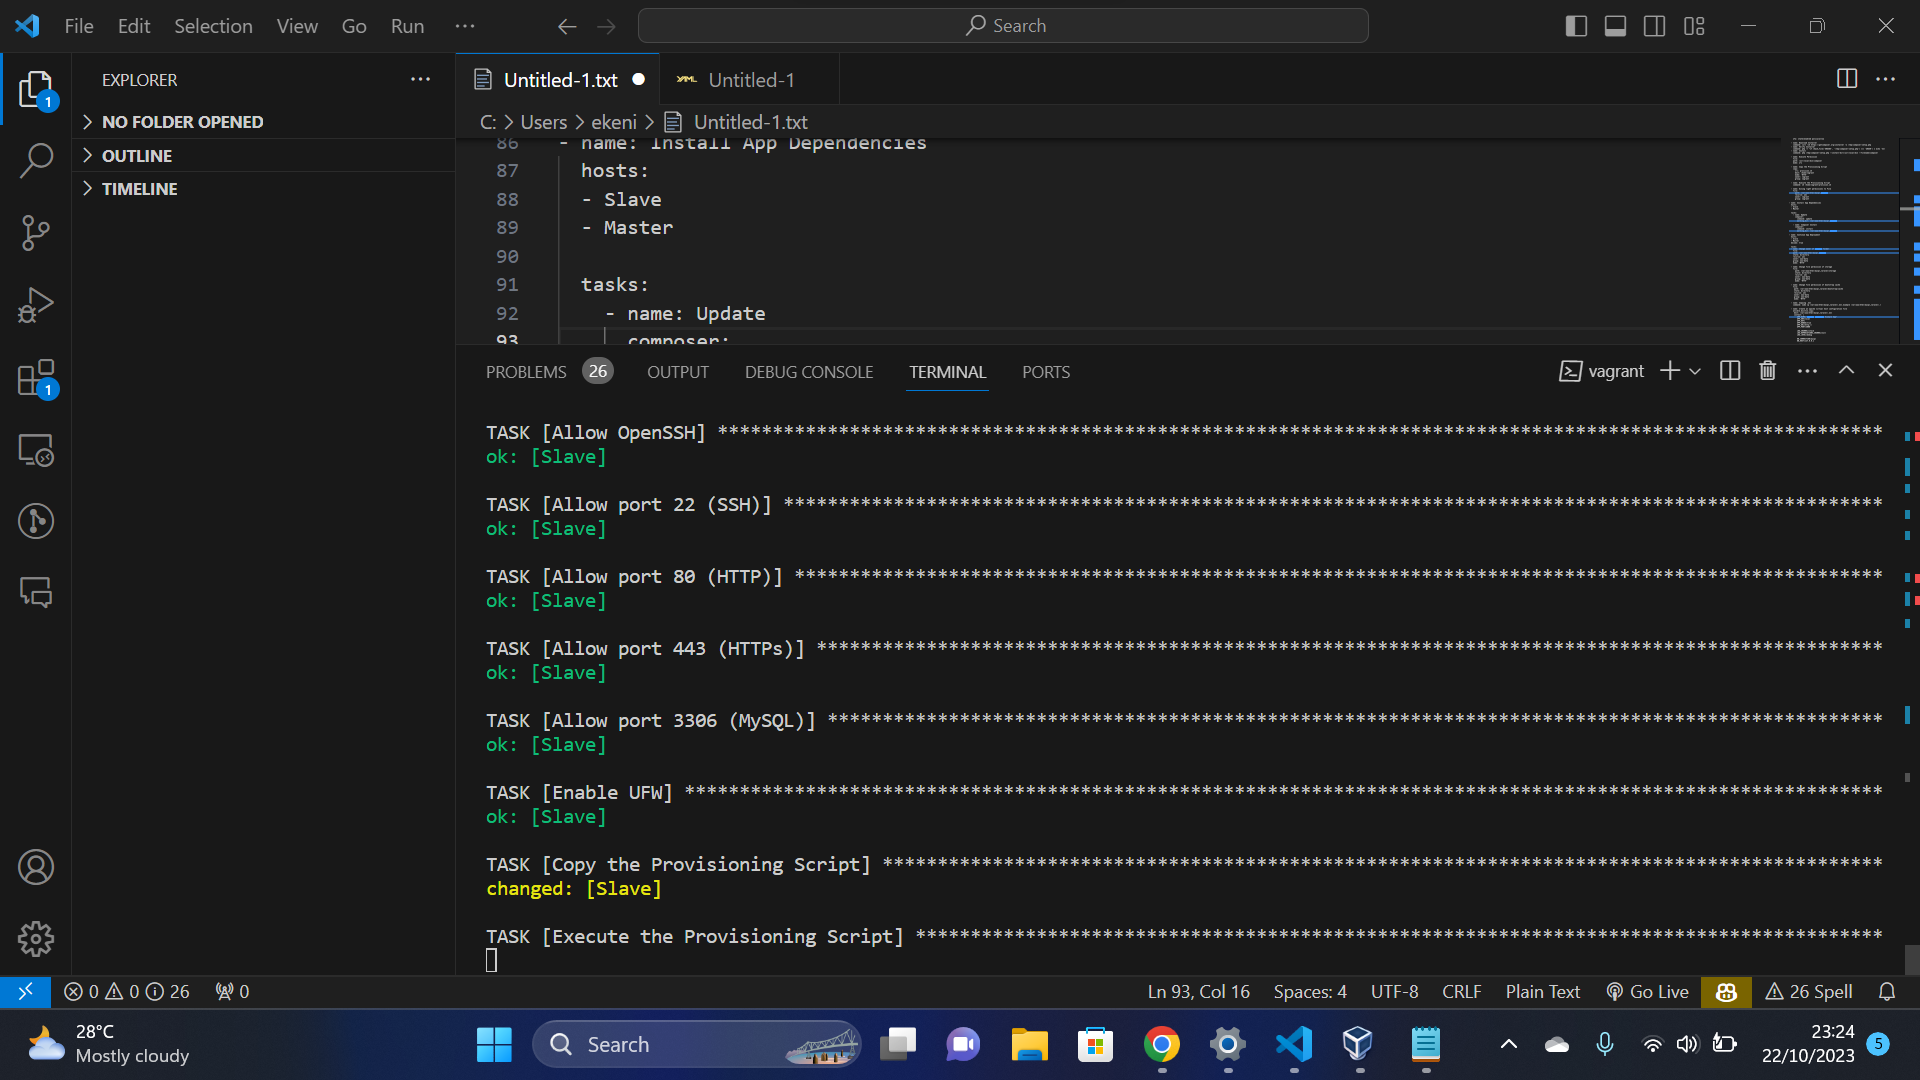 File Edit Selection View Go Run ··· Search
EXPLORER ···
NO FOLDER OPENED
OUTLINE
TIMELINE
1
1
Untitled-1.txt
YAML Untitled-1
C: > Users > ekeni > Untitled-1.txt
86 - name: Install App Dependencies
87 hosts:
88 - Slave
89 - Master
90
91 tasks:
92 - name: Update
93 composer:
PROBLEMS 26 OUTPUT DEBUG CONSOLE TERMINAL PORTS vagrant
TASK [Allow OpenSSH] **********************************************************************************************************
ok: [Slave]
TASK [Allow port 22 (SSH)] ****************************************************************************************************
ok: [Slave]
TASK [Allow port 80 (HTTP)] ***************************************************************************************************
ok: [Slave]
TASK [Allow port 443 (HTTPs)] *************************************************************************************************
ok: [Slave]
TASK [Allow port 3306 (MySQL)] ************************************************************************************************
ok: [Slave]
TASK [Enable UFW] *************************************************************************************************************
ok: [Slave]
TASK [Copy the Provisioning Script] *******************************************************************************************
changed: [Slave]
TASK [Execute the Provisioning Script] ****************************************************************************************
0 0 26 0 Ln 93, Col 16 Spaces: 4 UTF-8 CRLF Plain Text Go Live 26 Spell
28°C
Mostly cloudy
Search
23:24
22/10/2023
5